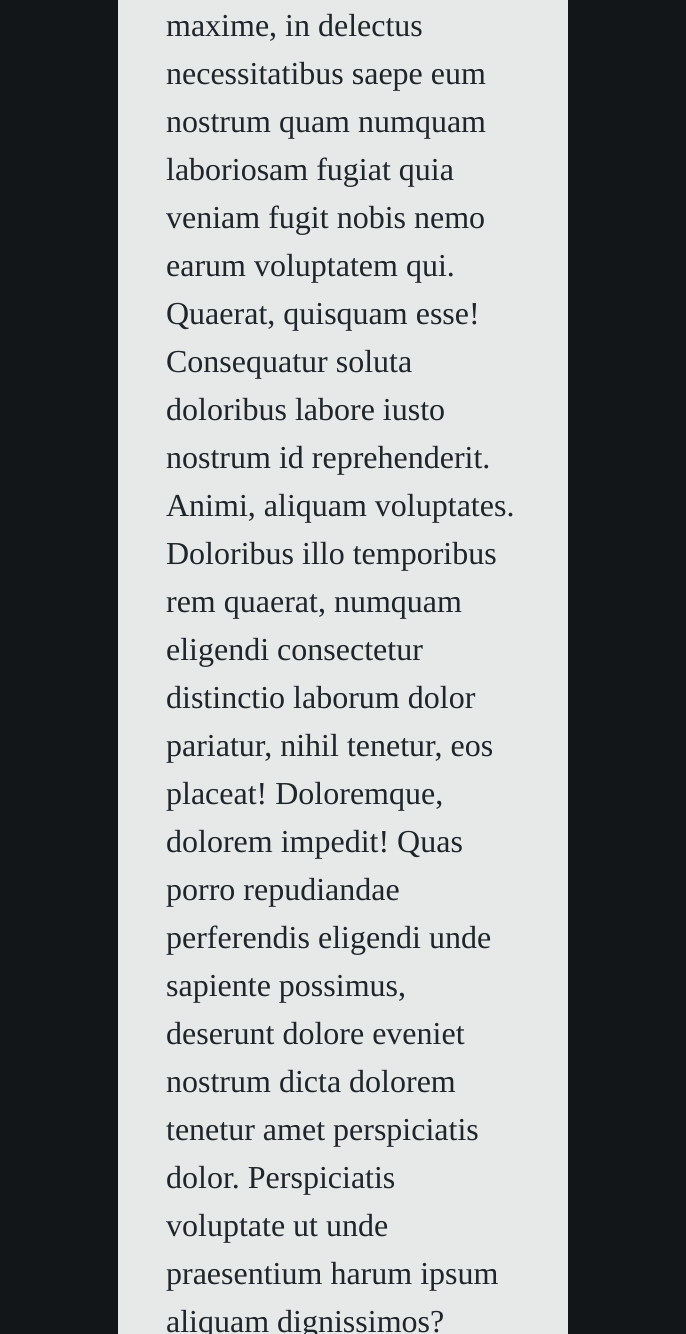 maxime, in delectus
necessitatibus saepe eum
nostrum quam numquam
laboriosam fugiat quia
veniam fugit nobis nemo
earum voluptatem qui.
Quaerat, quisquam esse!
Consequatur soluta
doloribus labore iusto
nostrum id reprehenderit.
Animi, aliquam voluptates.
Doloribus illo temporibus
rem quaerat, numquam
eligendi consectetur
distinctio laborum dolor
pariatur, nihil tenetur, eos
placeat! Doloremque,
dolorem impedit! Quas
porro repudiandae
perferendis eligendi unde
sapiente possimus,
deserunt dolore eveniet
nostrum dicta dolorem
tenetur amet perspiciatis
dolor. Perspiciatis
voluptate ut unde
praesentium harum ipsum
aliquam dignissimos?